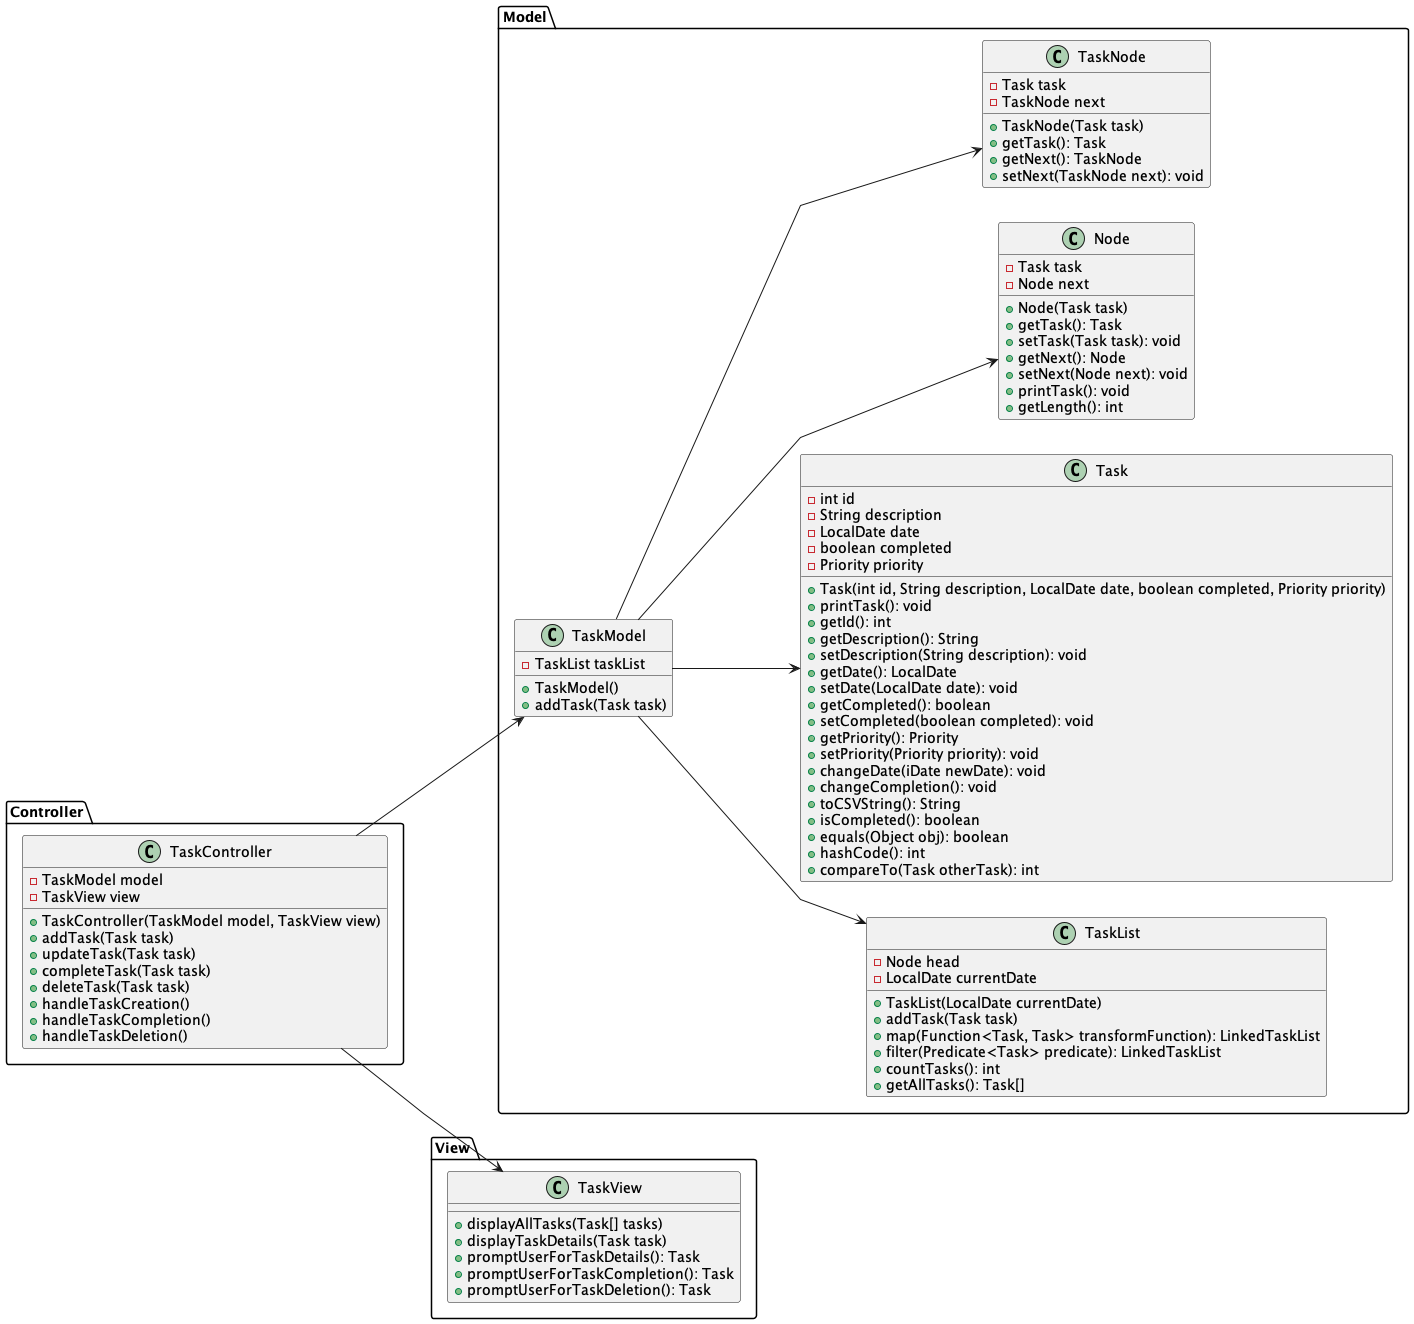 Model
C TaskNode
Task task
TaskNode next
TaskNode(Task task)
getTask(): Task
getNext(): TaskNode
setNext(TaskNode next): void
C Node
Task task
Node next
Node(Task task)
getTask(): Task
setTask(Task task): void
getNext(): Node
setNext(Node next): void
printTask(): void
getLength(): int
C Task
int id
String description
LocalDate date
boolean completed
Priority priority
Task(int id, String description, LocalDate date, boolean completed, Priority priority)
printTask(): void
getId(): int
getDescription(): String
setDescription(String description): void
getDate(): LocalDate
setDate(LocalDate date): void
getCompleted(): boolean
setCompleted(boolean completed): void
getPriority(): Priority
setPriority(Priority priority): void
changeDate(iDate newDate): void
changeCompletion(): void
toCSVString(): String
isCompleted(): boolean
equals(Object obj): boolean
hashCode(): int
compareTo(Task otherTask): int
C TaskModel
TaskList taskList
TaskModel()
addTask(Task task)
C TaskList
Node head
LocalDate currentDate
TaskList(LocalDate currentDate)
addTask(Task task)
map(Function<Task, Task> transformFunction): LinkedTaskList
filter(Predicate<Task> predicate): LinkedTaskList
countTasks(): int
getAllTasks(): Task[]
Controller
C TaskController
TaskModel model
TaskView view
TaskController(TaskModel model, TaskView view)
addTask(Task task)
updateTask(Task task)
completeTask(Task task)
deleteTask(Task task)
handleTaskCreation()
handleTaskCompletion()
handleTaskDeletion()
View
C TaskView
displayAllTasks(Task[] tasks)
displayTaskDetails(Task task)
promptUserForTaskDetails(): Task
promptUserForTaskCompletion(): Task
promptUserForTaskDeletion(): Task